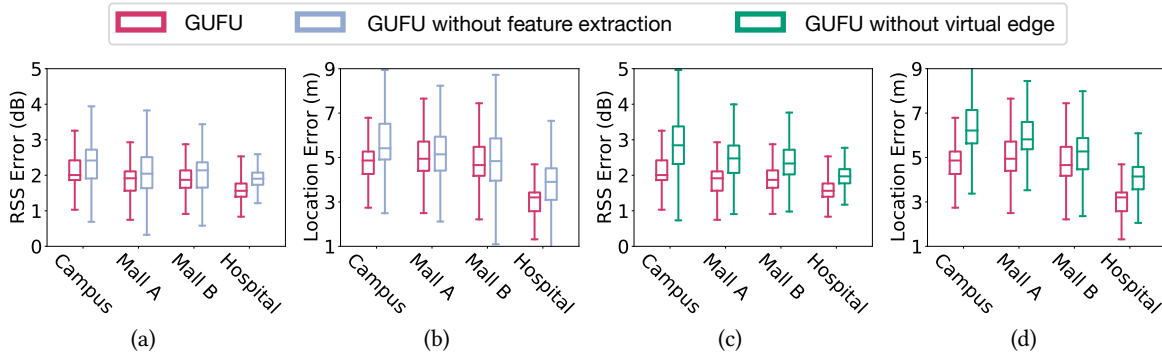 GUFU
GUFU without feature extraction
GUFU without virtual edge
RSS Error (dB)
5
4
3
2
1
0
Campus
Mall A
Mall B
Hospital
(a)
Location Error (m)
9
7
5
3
1
Campus
Mall A
Mall B
Hospital
(b)
RSS Error (dB)
5
4
3
2
1
0
Campus
Mall A
Mall B
Hospital
(c)
Location Error (m)
9
7
5
3
1
Campus
Mall A
Mall B
Hospital
(d)